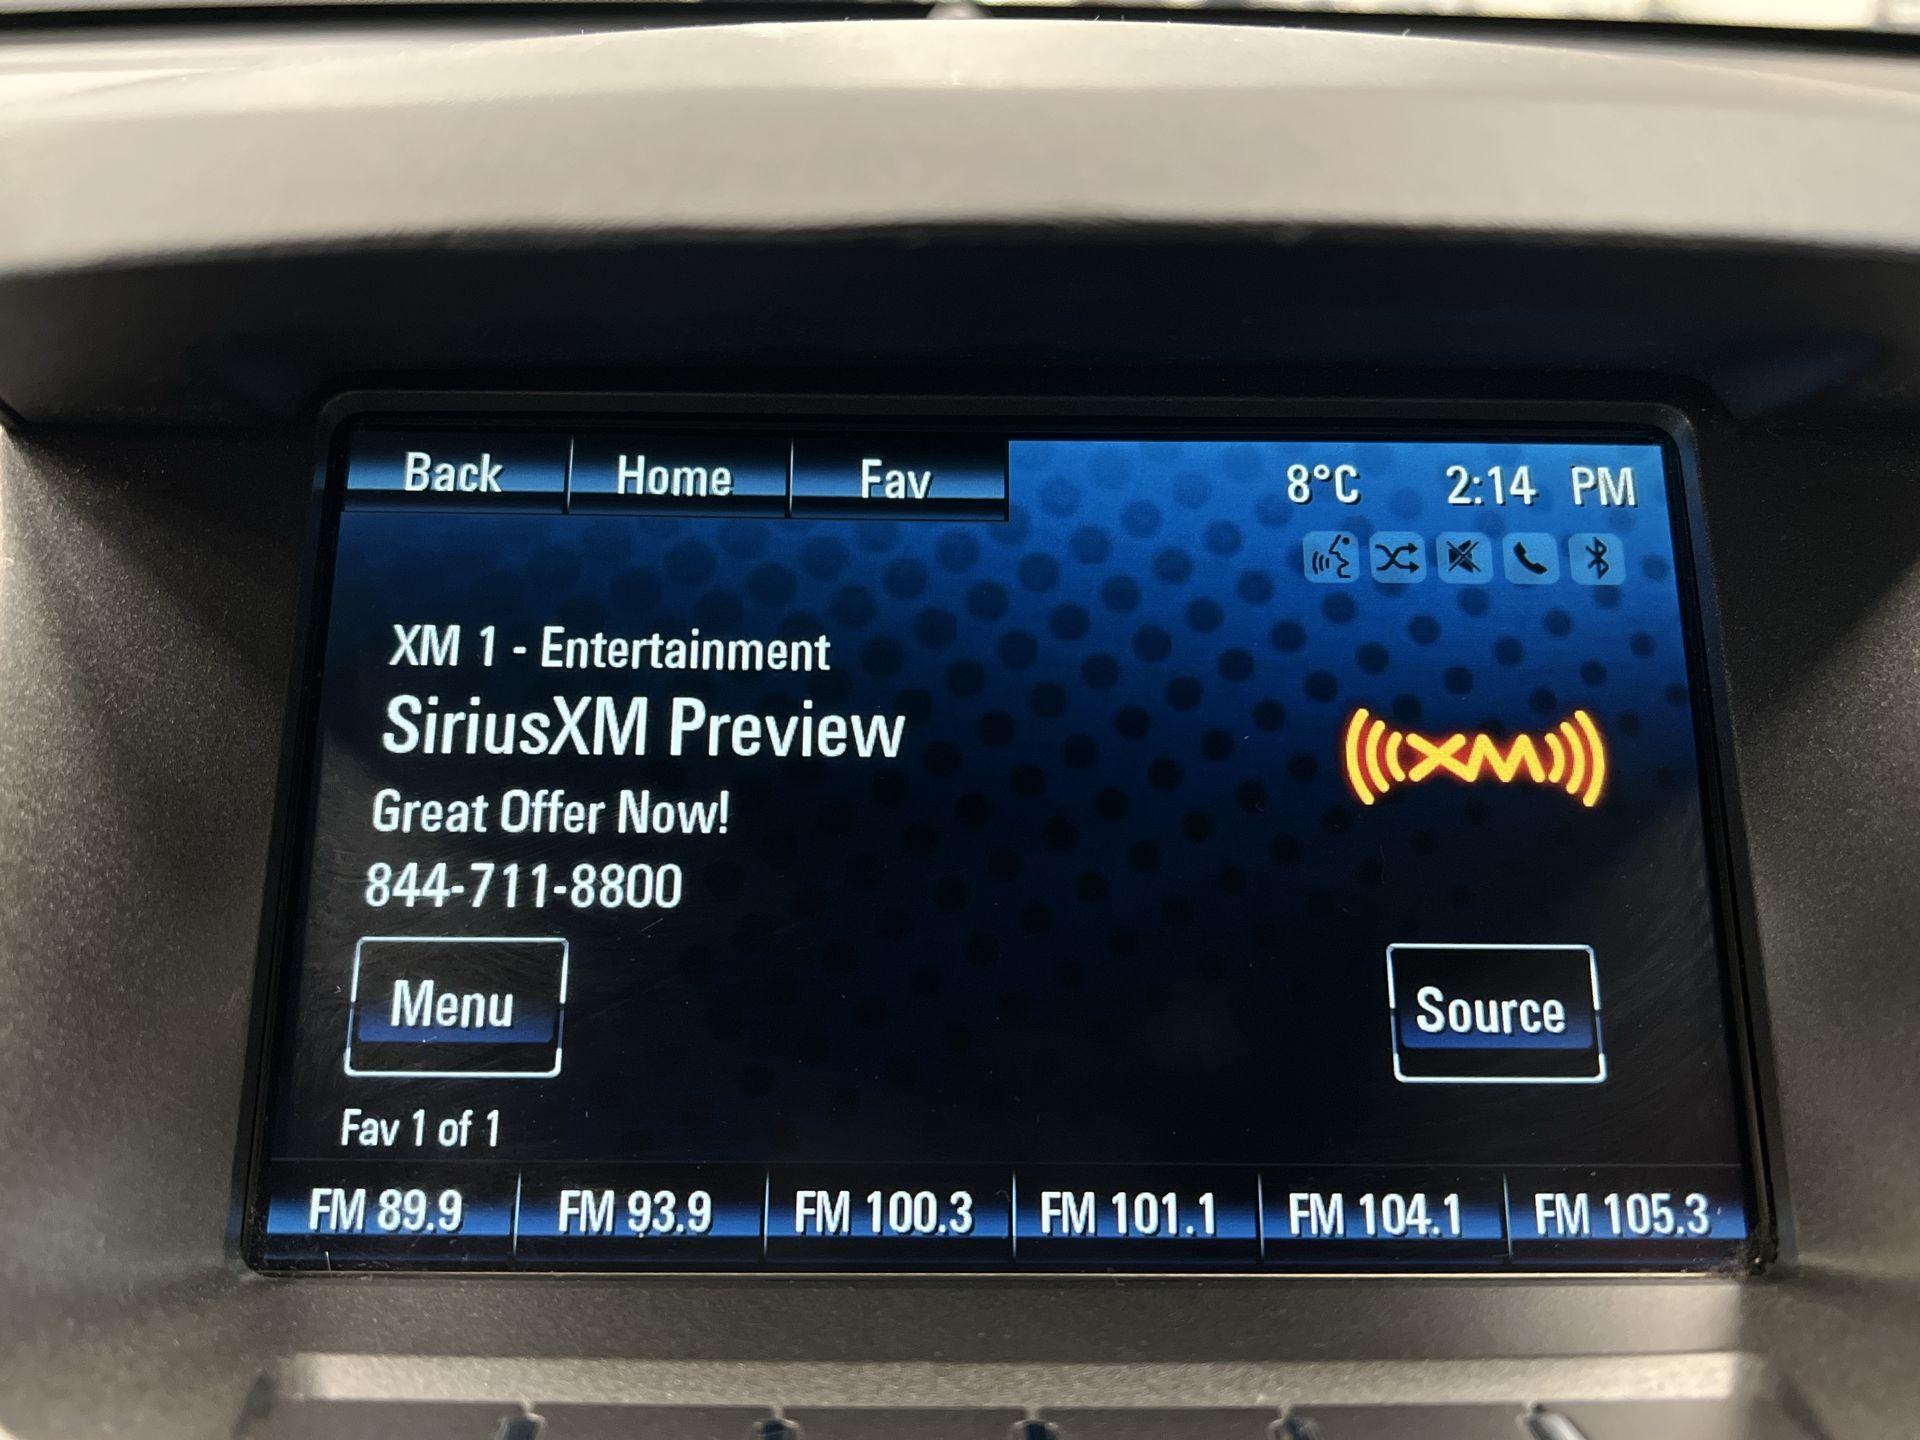 Back Home Fav 8°C 2:14 PM
XM 1 - Entertainment
SiriusXM Preview
XM
Great Offer Now!
844-711-8800
Menu Source
Fav 1 of 1
FM 89.9 FM 93.9 FM 100.3 FM 101.1 FM 104.1 FM 105.3